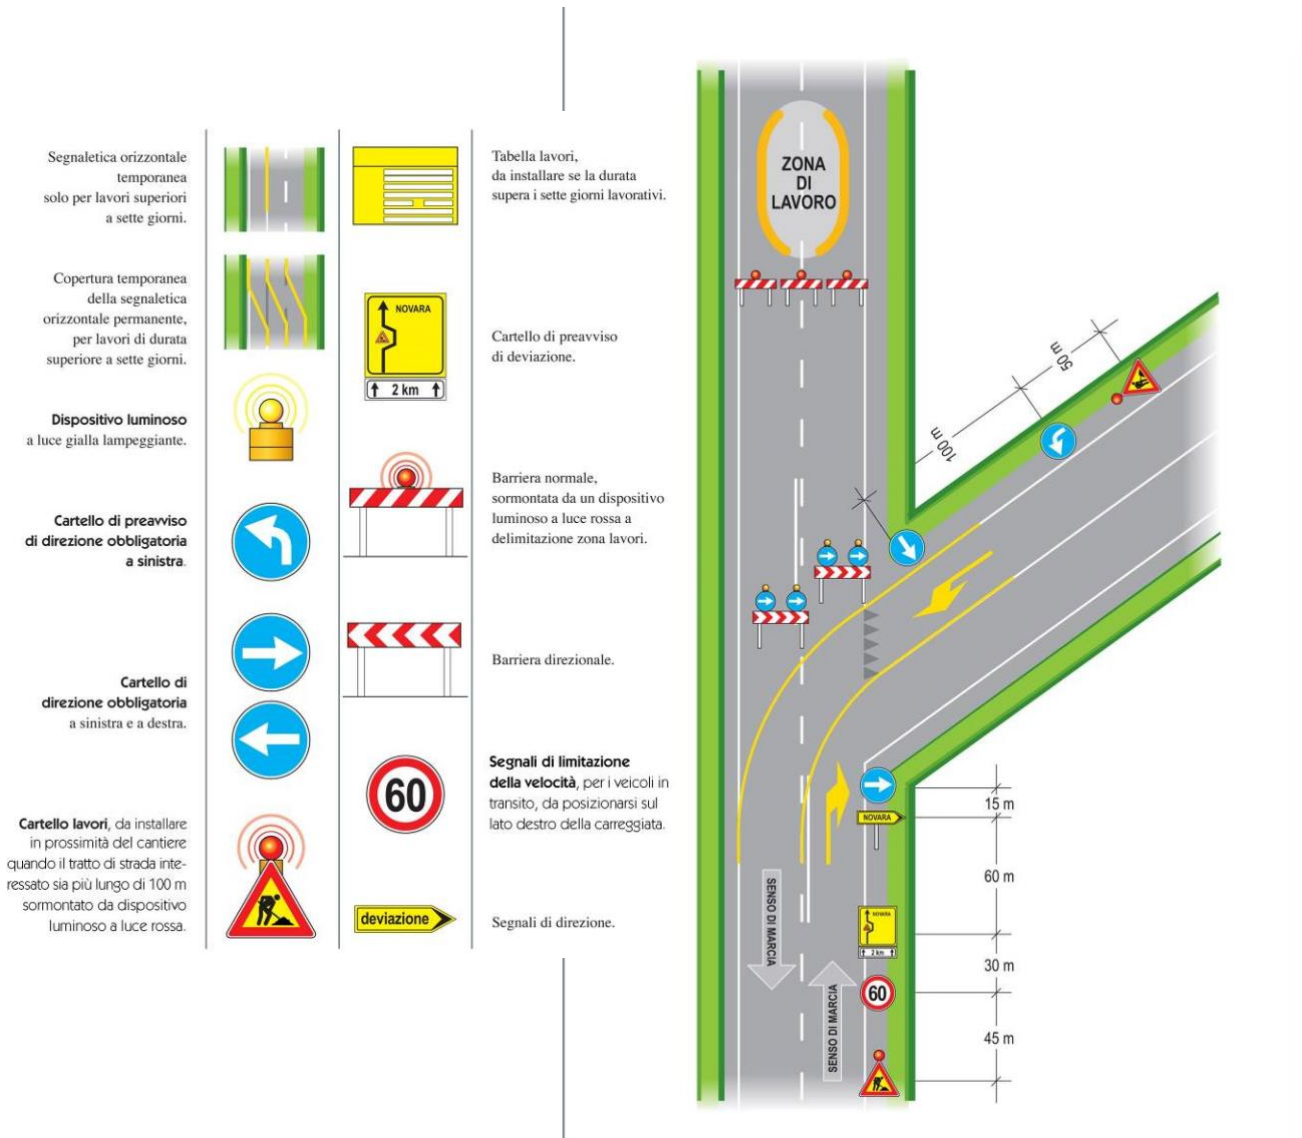 Segnaletica orizzontale
temporanea
solo per lavori superiori
a sette giorni.
Copertura temporanea
della segnaletica
orizzontale permanente,
per lavori di durata
superiore a sette giorni.
Dispositivo luminoso
a luce gialla lampeggiante.
Cartello di preavviso
di direzione obbligatoria
a sinistra.
Cartello di
direzione obbligatoria
a sinistra e a destra.
Cartello lavori, da installare
in prossimità del cantiere
quando il tratto di strada inte-
ressato sia più lungo di 100 m
sormontato da dispositivo
luminoso a luce rossa.
Tabella lavori,
da installare se la durata
supera i sette giorni lavorativi.
NOVARA
2 km
Cartello di preavviso
di deviazione.
Barriera normale,
sormontata da un dispositivo
luminoso a luce rossa a
delimitazione zona lavori.
Barriera direzionale.
60
Segnali di limitazione
della velocità, per i veicoli in
transito, da posizionarsi sul
lato destro della carreggiata.
deviazione
Segnali di direzione.
ZONA
DI
LAVORO
50 m
100 m
15 m
NOVARA
60 m
NOVARA
2 km
30 m
60
45 m
SENSO DI MARCIA
SENSO DI MARCIA